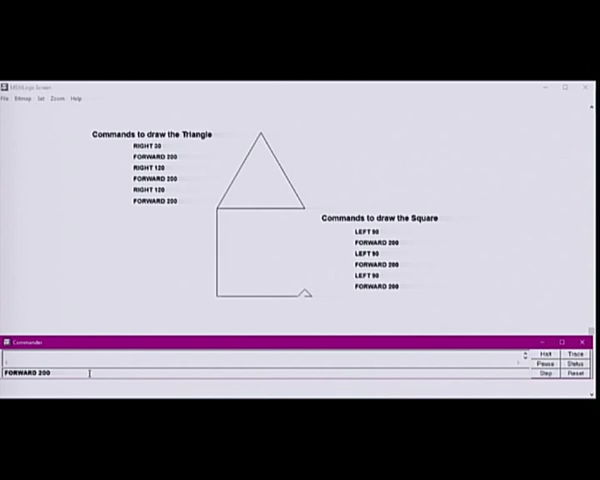 MSWLogo Screen
File Bitmap Set Zoom Help
Commands to draw the Triangle
RIGHT 30
FORWARD 200
RIGHT 120
FORWARD 200
RIGHT 120
FORWARD 200
Commands to draw the Square
LEFT 90
FORWARD 200
LEFT 90
FORWARD 200
LEFT 90
FORWARD 200
Commander
Halt Trace
Pause Status
Step Reset
FORWARD 200